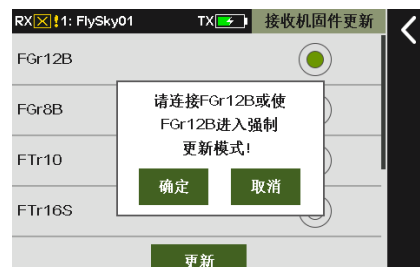 RX !1: FlySky01 TX 接收机固件更新
FGr12B
FGr8B
FTr10
FTr16S
请连接FGr12B或使
FGr12B进入强制
更新模式!
确定 取消
更新